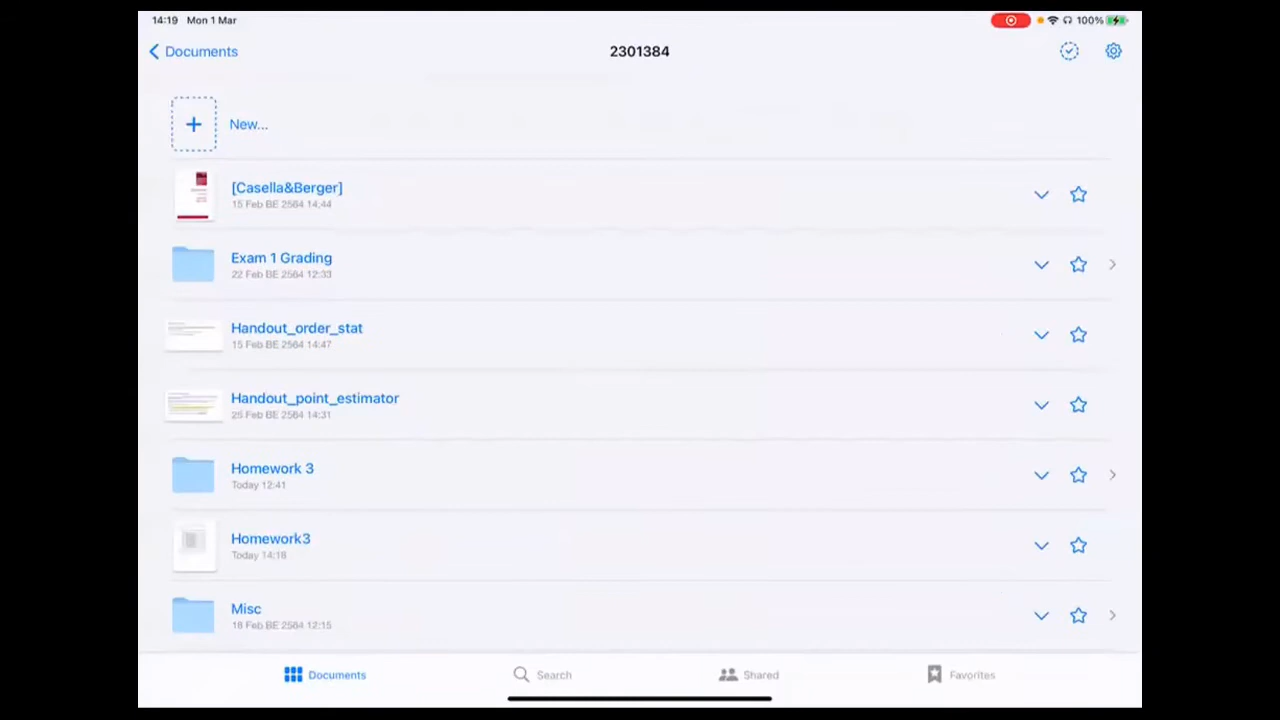 14:19 Mon 1 Mar
100%
Documents
2301384
New...
[Casella&Berger]
15 Feb BE 2564 14:44
Exam 1 Grading
22 Feb BE 2564 12:33
Handout_order_stat
15 Feb BE 2564 14:47
Handout_point_estimator
25 Feb BE 2564 14:31
Homework 3
Today 12:41
Homework3
Today 14:18
Misc
18 Feb BE 2564 12:15
Documents
Search
Shared
Favorites